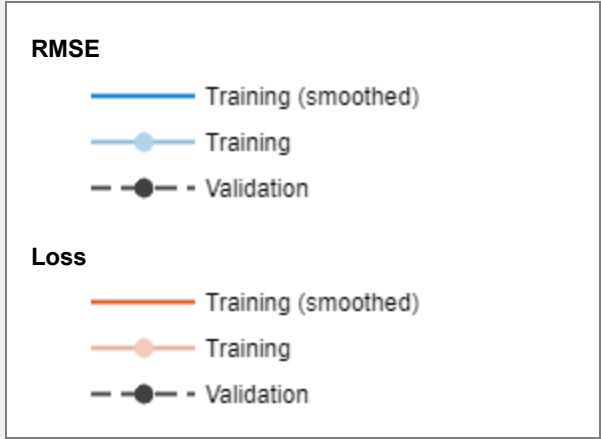 RMSE
Training (smoothed)
Training
Validation
Loss
Training (smoothed)
Training
Validation